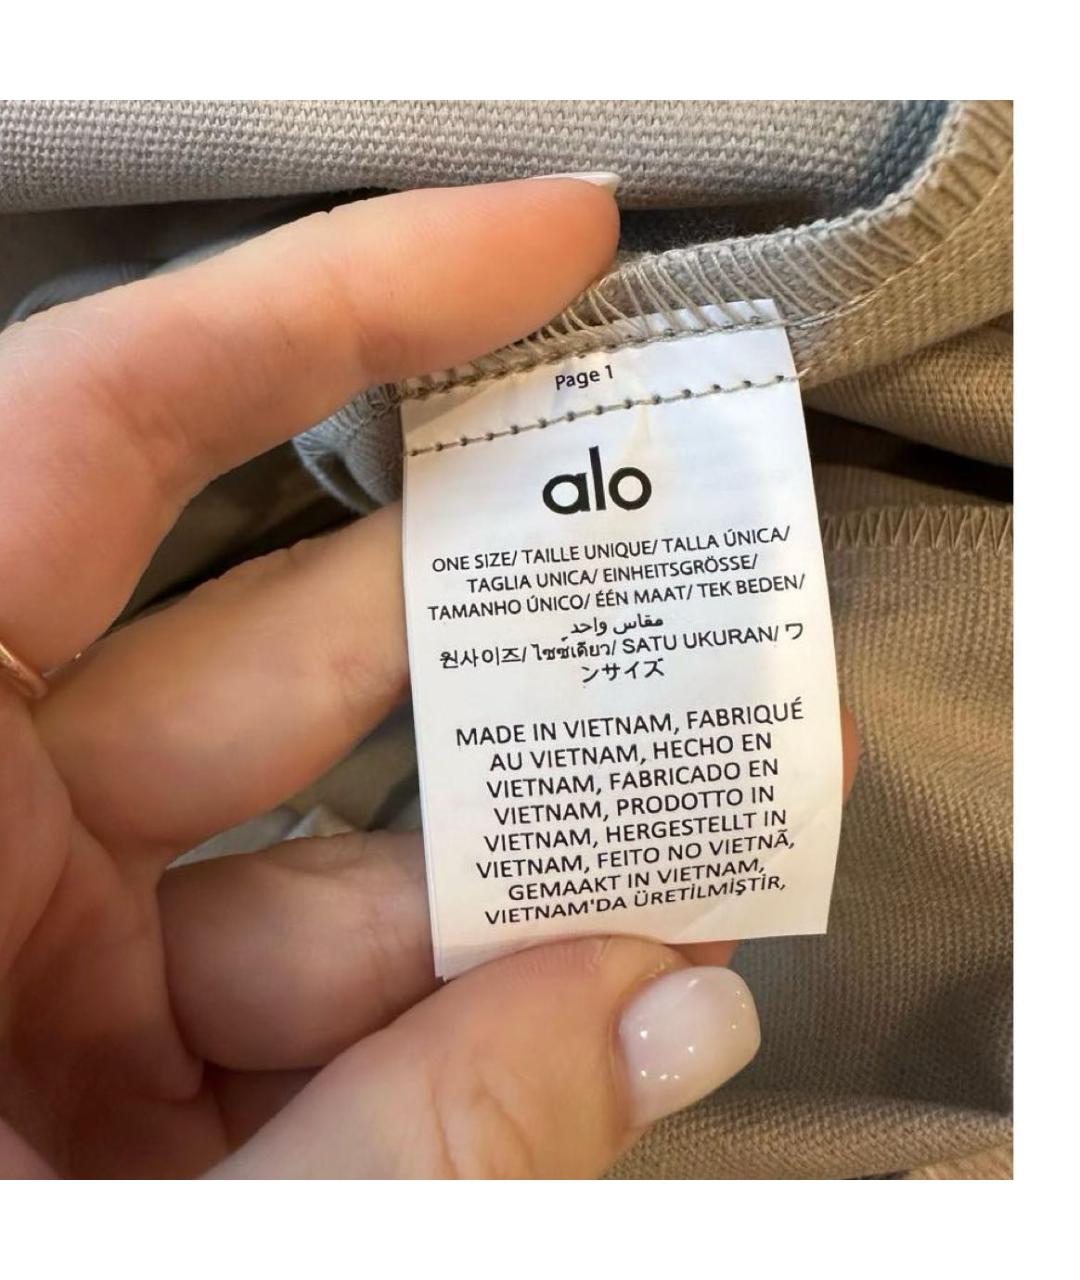 Page 1
alo
ONE SIZE/ TAILLE UNIQUE/ TALLA ÚNICA/
TAGLIA UNICA/ EINHEITSGRÖSSE/
TAMANHO ÚNICO/ ÉÉN MAAT/ TEK BEDEN/
مقاس واحد
원사이즈/ ไซซ์เดียว/ SATU UKURAN/ ワ
ンサイズ
MADE IN VIETNAM, FABRIQUÉ
AU VIETNAM, HECHO EN
VIETNAM, FABRICADO EN
VIETNAM, PRODOTTO IN
VIETNAM, HERGESTELLT IN
VIETNAM, FEITO NO VIETNÃ,
GEMAAKT IN VIETNAM,
VIETNAM'DA ÜRETİLMİŞTİR,